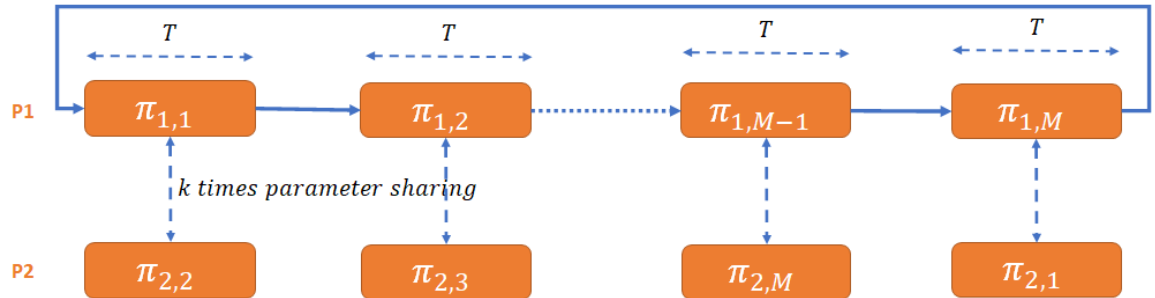 T T T T
P1 π₁,₁ π₁,₂ π₁,M−1 π₁,M
k times parameter sharing
P2 π₂,₂ π₂,₃ π₂,M π₂,₁